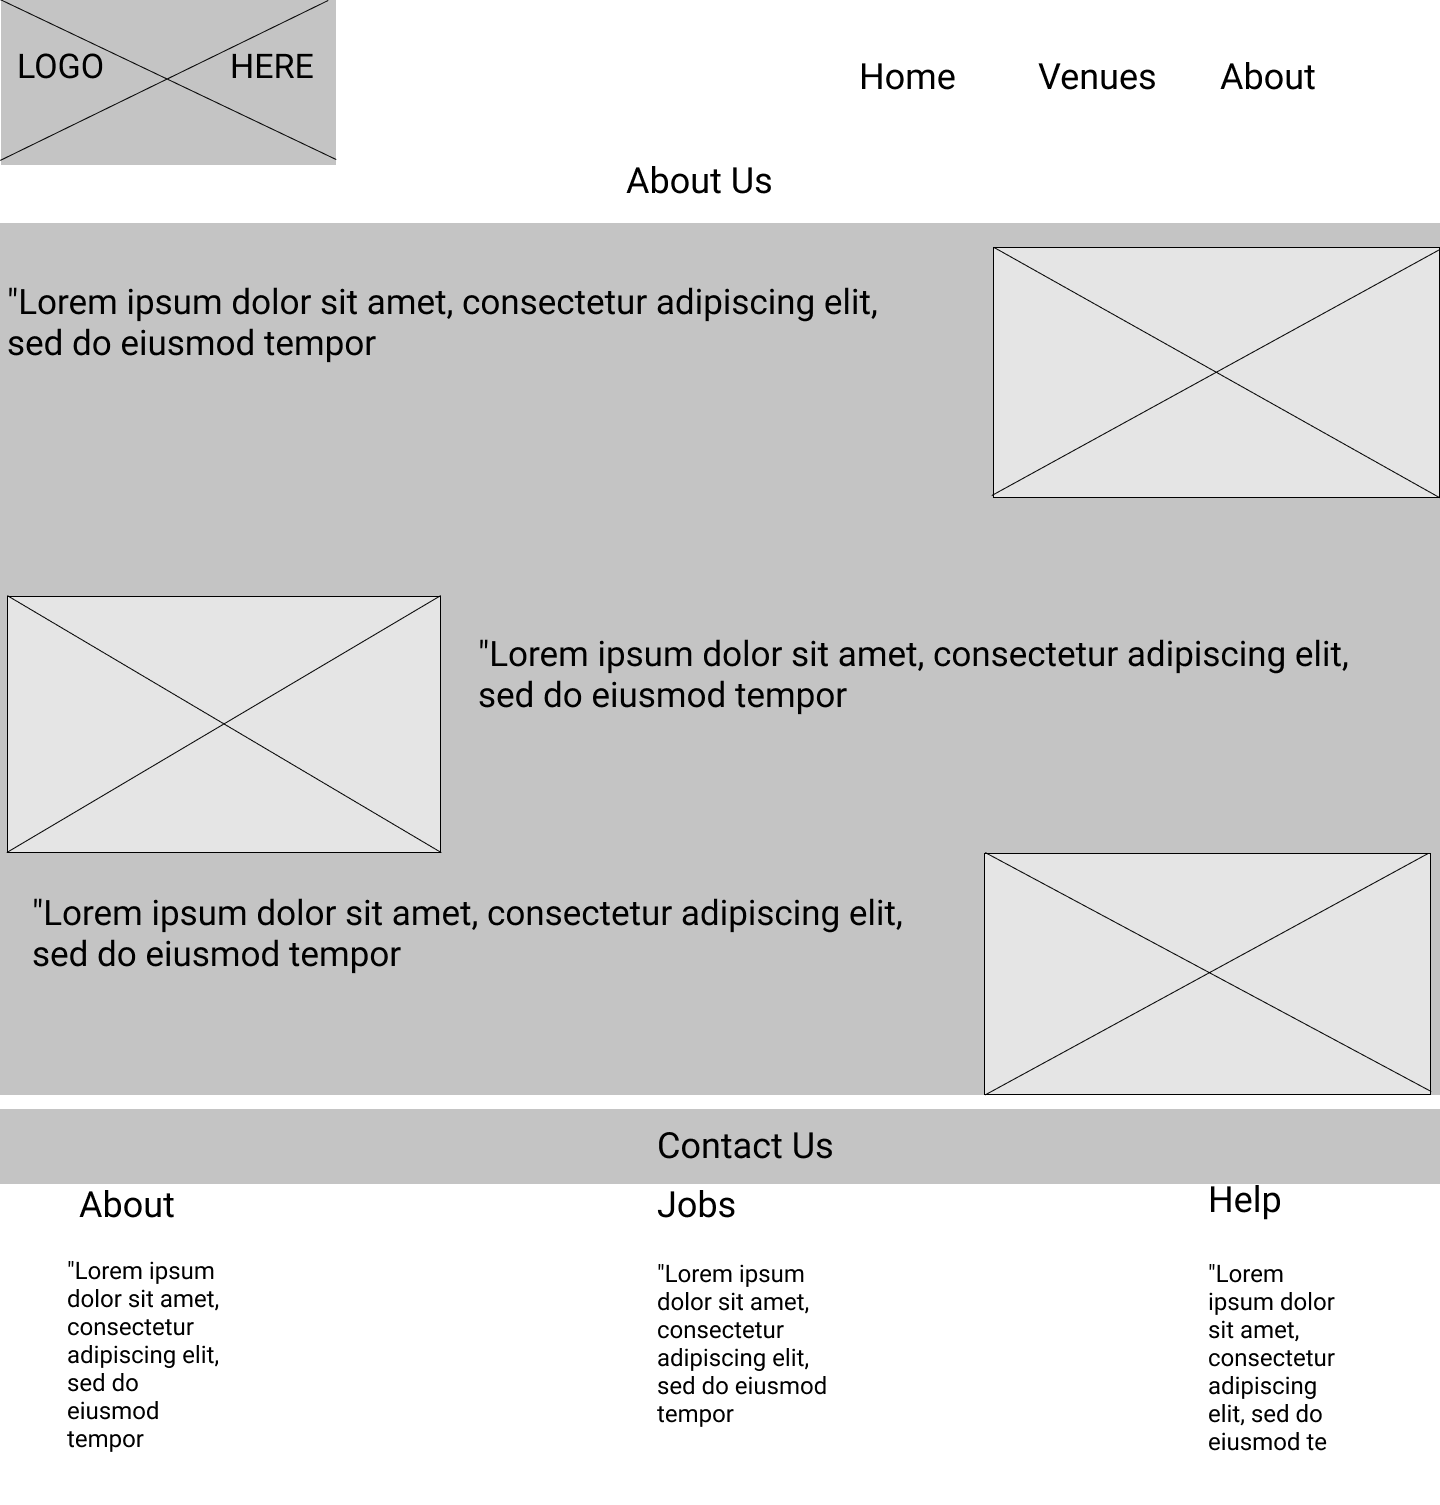 LOGO HERE
Home Venues About
About Us
"Lorem ipsum dolor sit amet, consectetur adipiscing elit,
sed do eiusmod tempor
"Lorem ipsum dolor sit amet, consectetur adipiscing elit,
sed do eiusmod tempor
"Lorem ipsum dolor sit amet, consectetur adipiscing elit,
sed do eiusmod tempor
Contact Us
About
"Lorem ipsum
dolor sit amet,
consectetur
adipiscing elit,
sed do
eiusmod
tempor
Jobs
"Lorem ipsum
dolor sit amet,
consectetur
adipiscing elit,
sed do eiusmod
tempor
Help
"Lorem
ipsum dolor
sit amet,
consectetur
adipiscing
elit, sed do
eiusmod te